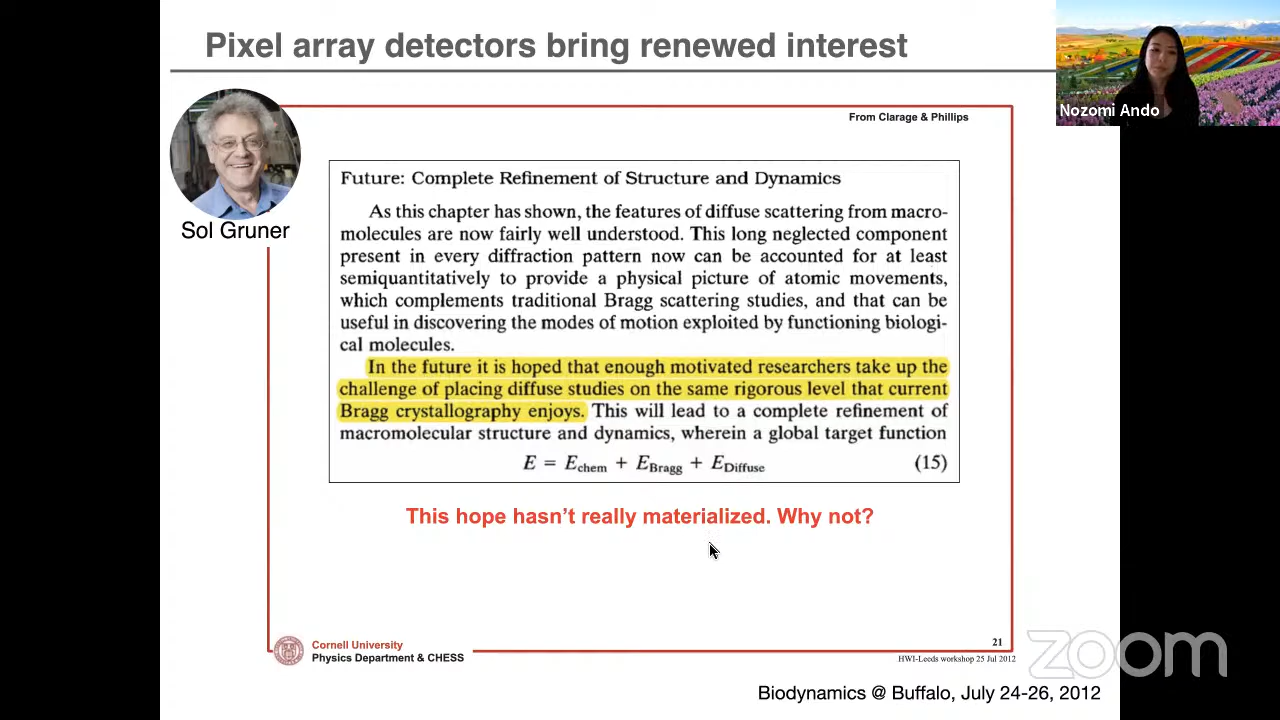 Pixel array detectors bring renewed interest
Nozomi Ando
From Clarage & Phillips
Sol Gruner
Future: Complete Refinement of Structure and Dynamics
As this chapter has shown, the features of diffuse scattering from macro-
molecules are now fairly well understood. This long neglected component
present in every diffraction pattern now can be accounted for at least
semiquantitatively to provide a physical picture of atomic movements,
which complements traditional Bragg scattering studies, and that can be
useful in discovering the modes of motion exploited by functioning biologi-
cal molecules.
In the future it is hoped that enough motivated researchers take up the
challenge of placing diffuse studies on the same rigorous level that current
Bragg crystallography enjoys. This will lead to a complete refinement of
macromolecular structure and dynamics, wherein a global target function
E = Echem + EBragg + EDiffuse (15)
This hope hasn't really materialized. Why not?
Cornell University
Physics Department & CHESS
21
HWI-Leeds workshop 25 Jul 2012
zoom
Biodynamics @ Buffalo, July 24-26, 2012